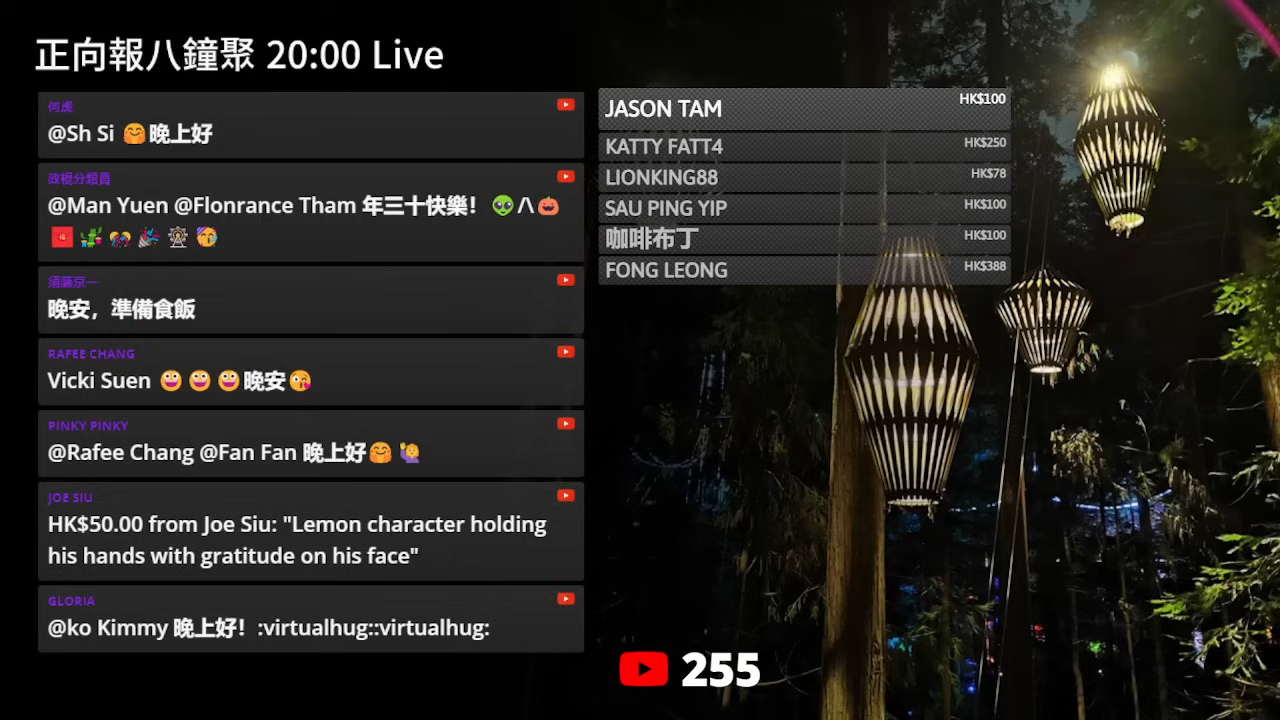 正向報八鐘聚 20:00 Live
何虙
@Sh Si 🤗晚上好
政棍分類員
@Man Yuen @Flonrance Tham 年三十快樂！👽八🎃
🧧💃🎊🎉🎡🥳
須藤京一
晚安，準備食飯
RAFEE CHANG
Vicki Suen 😀😀😀晚安😘
PINKY PINKY
@Rafee Chang @Fan Fan 晚上好🤗🙋
JOE SIU
HK$50.00 from Joe Siu: "Lemon character holding
his hands with gratitude on his face"
GLORIA
@ko Kimmy 晚上好！:virtualhug::virtualhug:
JASON TAM HK$100
KATTY FATT4 HK$250
LIONKING88 HK$78
SAU PING YIP HK$100
咖啡布丁 HK$100
FONG LEONG HK$388
255